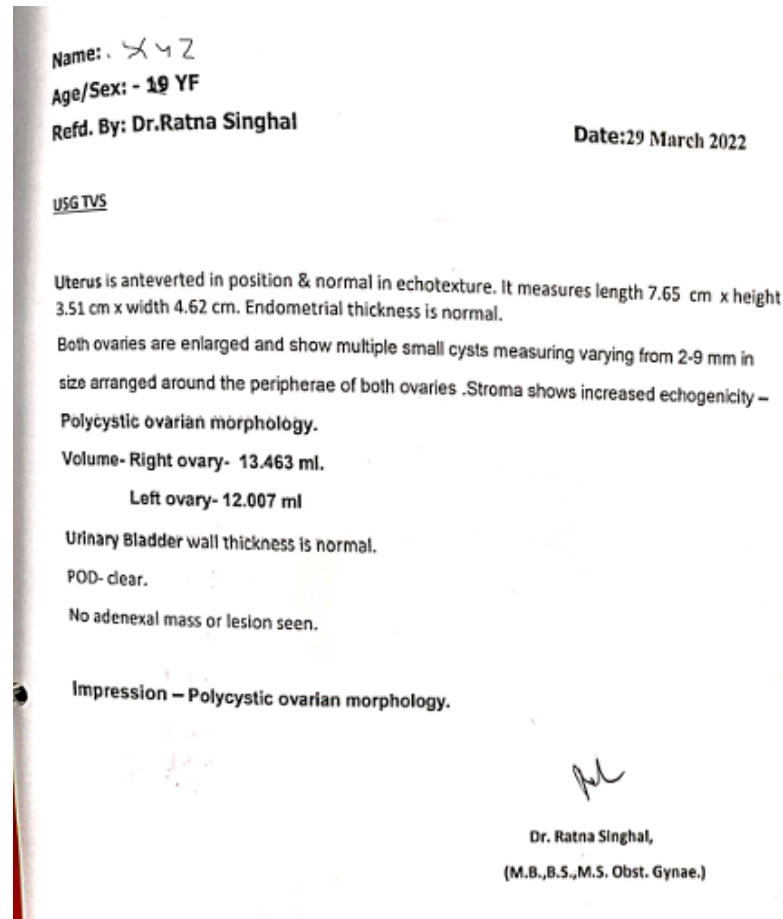 Name: . XYZ
Age/Sex: - 19 YF
Refd. By: Dr.Ratna Singhal
Date:29 March 2022
USG TVS
Uterus is anteverted in position & normal in echotexture. It measures length 7.65 cm x height
3.51 cm x width 4.62 cm. Endometrial thickness is normal.
Both ovaries are enlarged and show multiple small cysts measuring varying from 2-9 mm in
size arranged around the peripherae of both ovaries .Stroma shows increased echogenicity –
Polycystic ovarian morphology.
Volume- Right ovary- 13.463 ml.
Left ovary- 12.007 ml
Urinary Bladder wall thickness is normal.
POD- clear.
No adenexal mass or lesion seen.
Impression – Polycystic ovarian morphology.
Dr. Ratna Singhal,
(M.B.,B.S.,M.S. Obst. Gynae.)